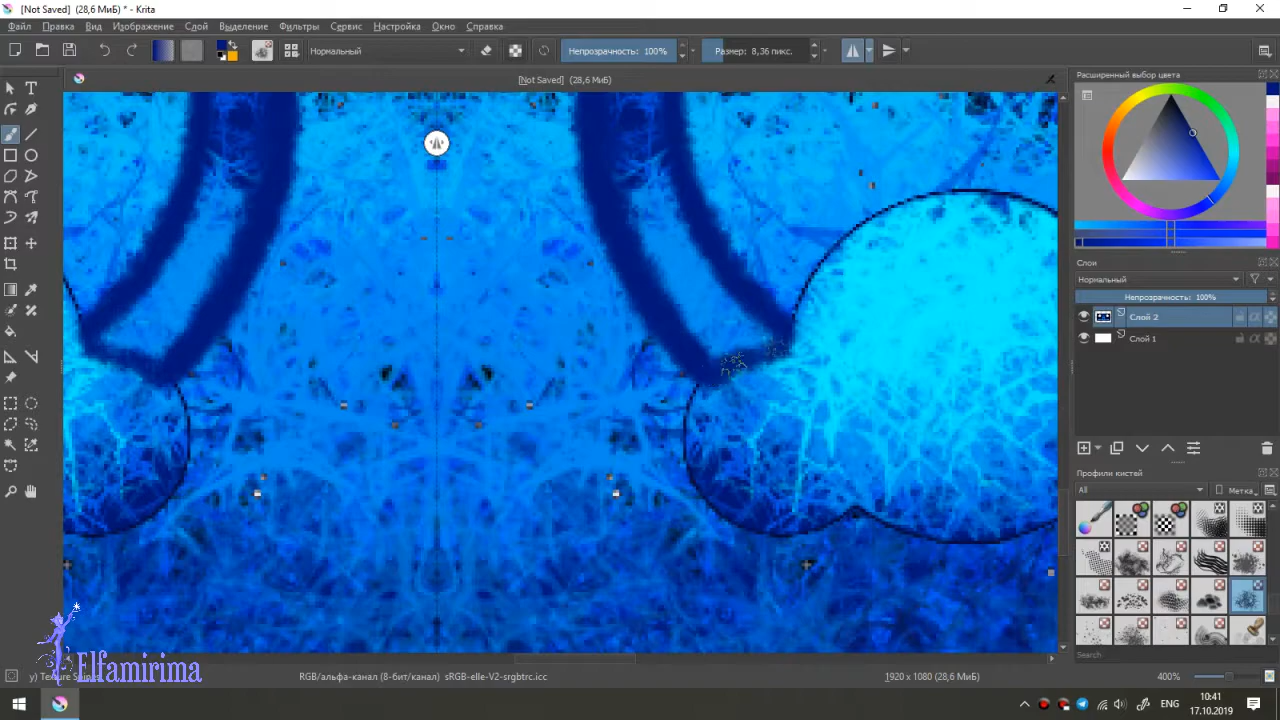 [Not Saved] (28,6 МиБ) * - Krita
Файл Правка Вид Изображение Слой Выделение Фильтры Сервис Настройка Окно Справка
Нормальный Непрозрачность: 100% Размер: 8,36 пикс.
[Not Saved] (28,6 МиБ)
Расширенный выбор цвета
Слои
Нормальный
Непрозрачность: 100%
Слой 2
Слой 1
Профили кистей
All Метка
Search
Elfamirima
RGB/альфа-канал (8-бит/канал) sRGB-elle-V2-srgbtrc.icc
1920 x 1080 (28,6 МиБ)
400%
ENG
10:41
17.10.2019